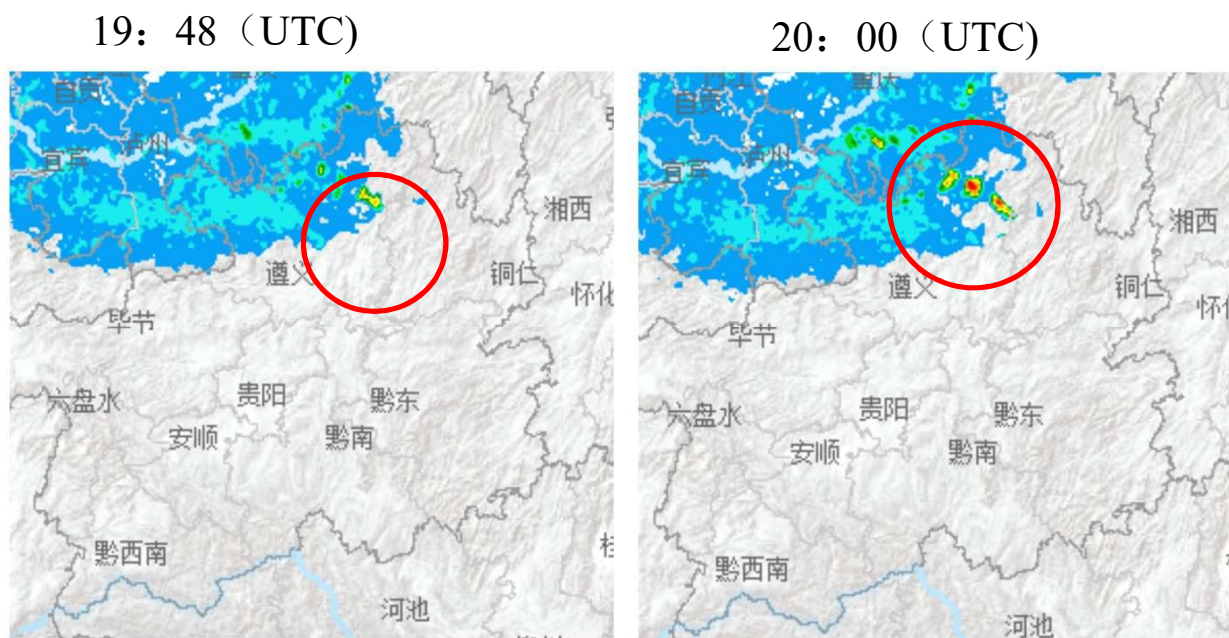 19：48（UTC)
20：00（UTC)
自贡
宜宾
泸州
湘西
遵义
铜仁
怀化
毕节
六盘水
贵阳
黔东
安顺
黔南
黔西南
河池
自贡
重庆
宜宾
泸州
湘西
遵义
铜仁
毕节
六盘水
贵阳
黔东
安顺
黔南
黔西南
河池